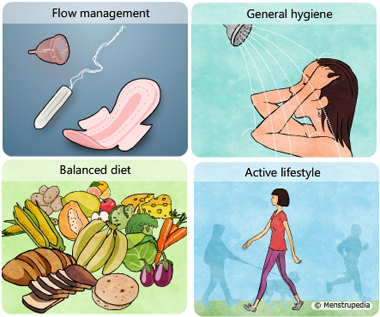 Flow management
General hygiene
Balanced diet
Active lifestyle
© Menstrupedia